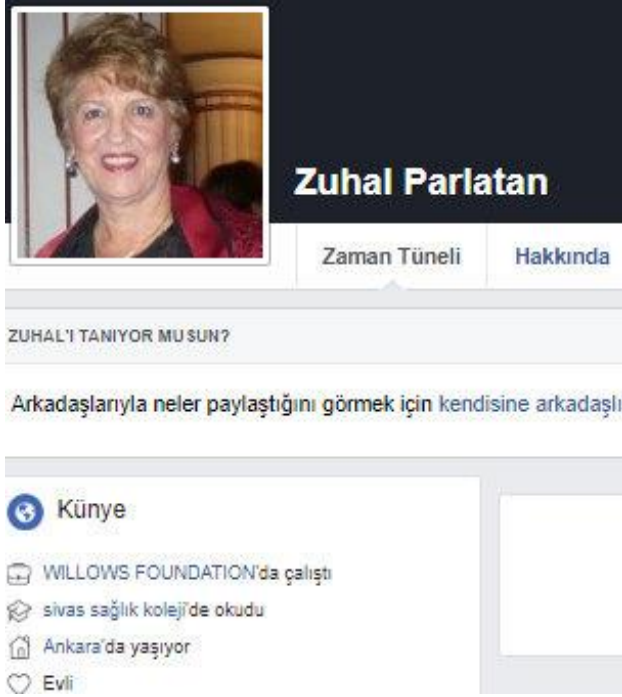 Zuhal Parlatan
Zaman Tüneli
Hakkında
ZUHAL'I TANIYOR MUSUN?
Arkadaşlarıyla neler paylaştığını görmek için kendisine arkadaşlı
Künye
WILLOWS FOUNDATION'da çalıştı
sivas sağlık koleji'de okudu
Ankara'da yaşıyor
Evli